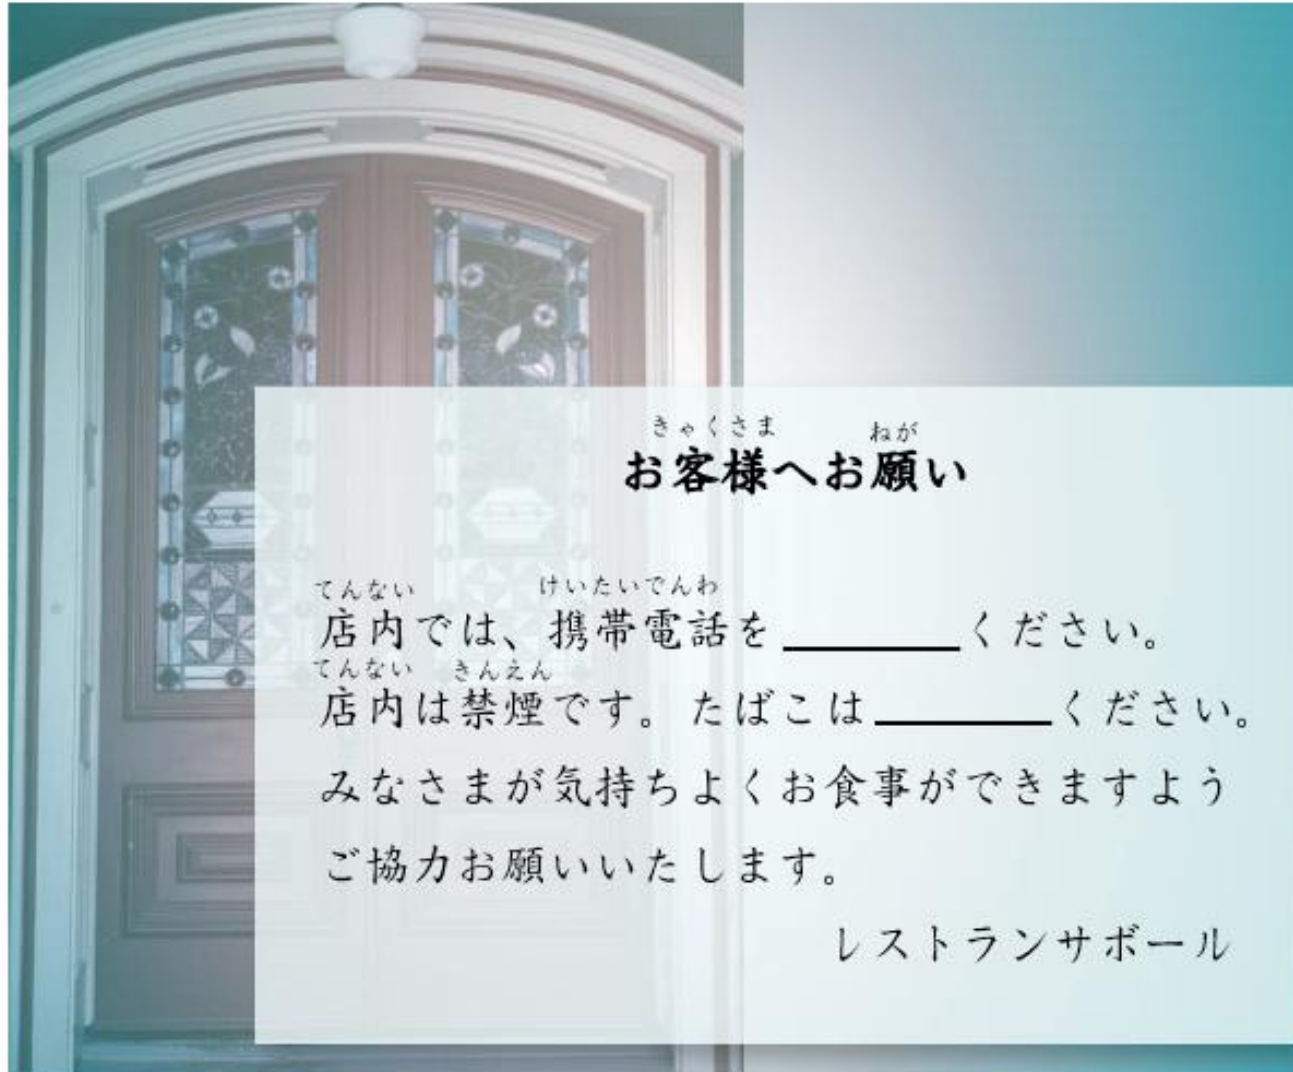 きゃくさま ねが
お客様へお願い
てんない けいたいでんわ
店内では、携帯電話を______ください。
てんない きんえん
店内は禁煙です。たばこは______ください。
みなさまが気持ちよくお食事ができますよう
ご協力お願いいたします。
レストランサボール